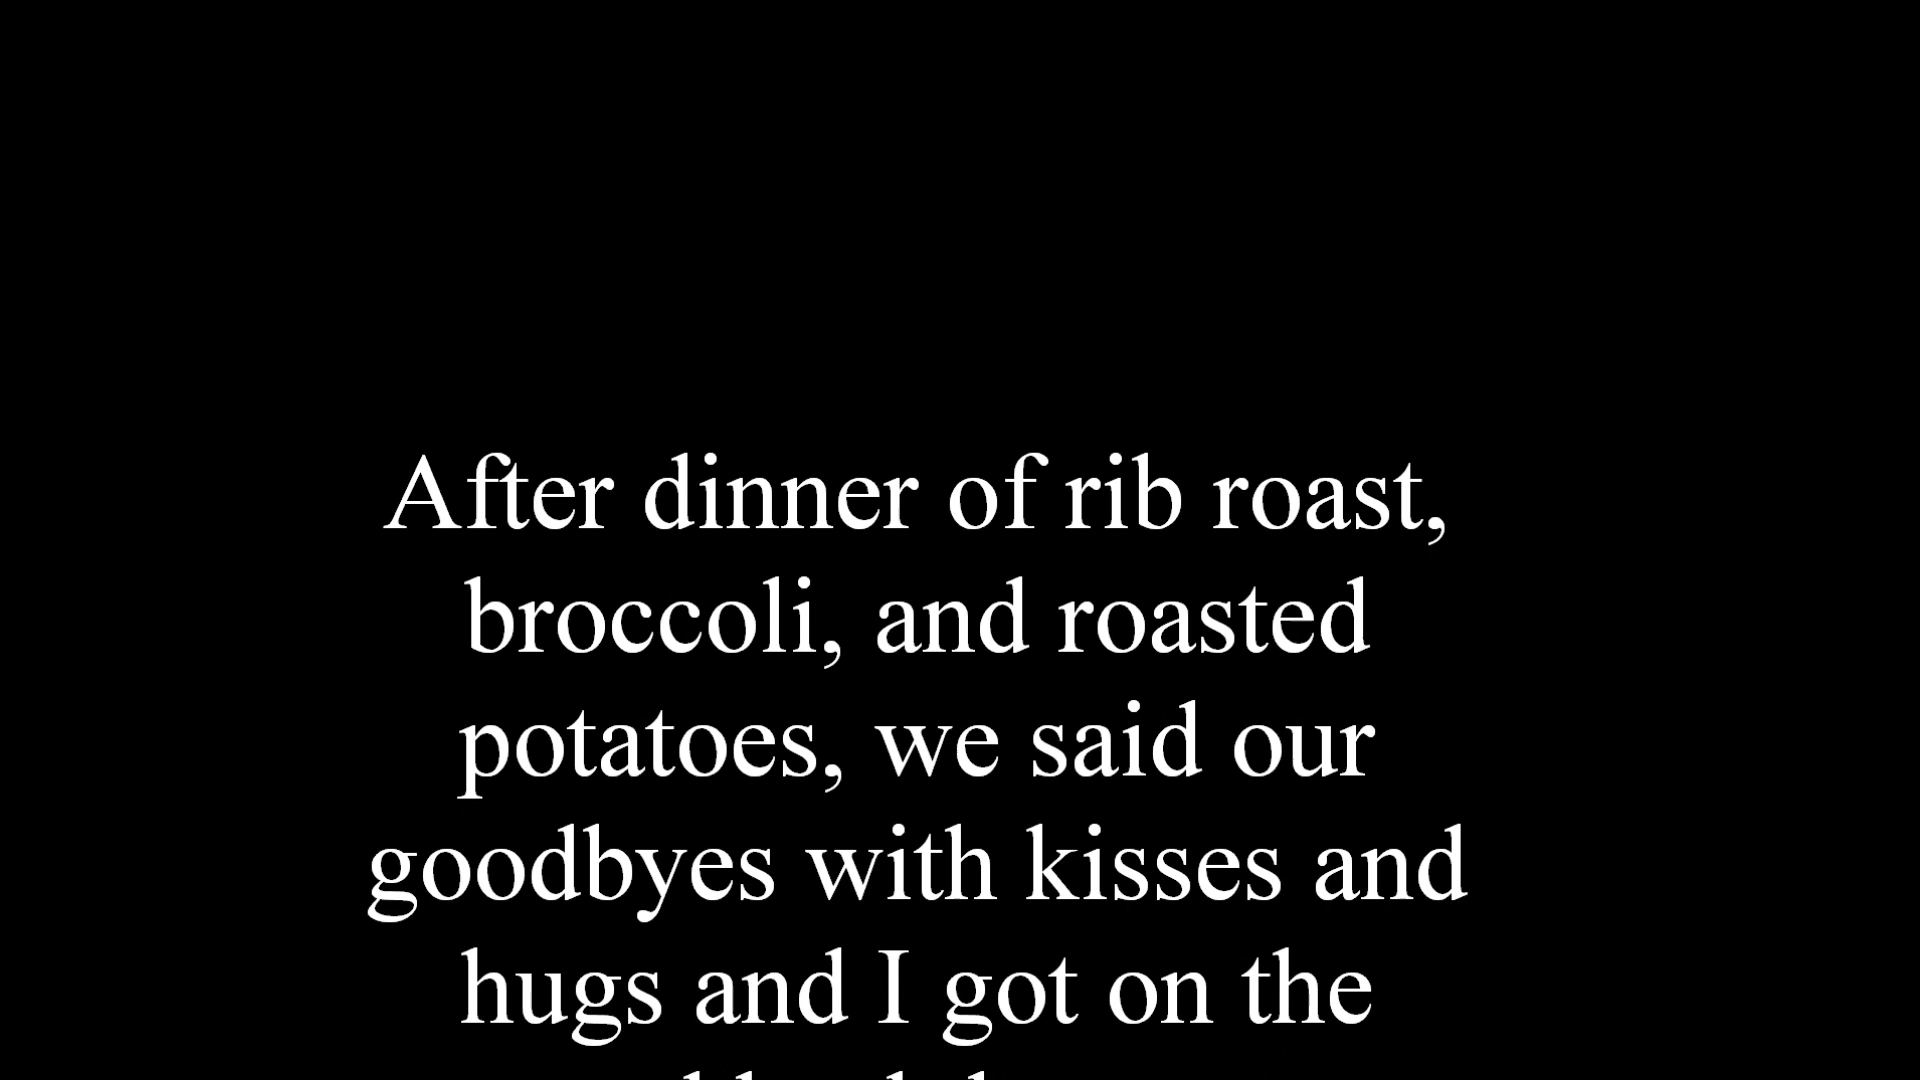 After dinner of rib roast,
broccoli, and roasted
potatoes, we said our
goodbyes with kisses and
hugs and I got on the